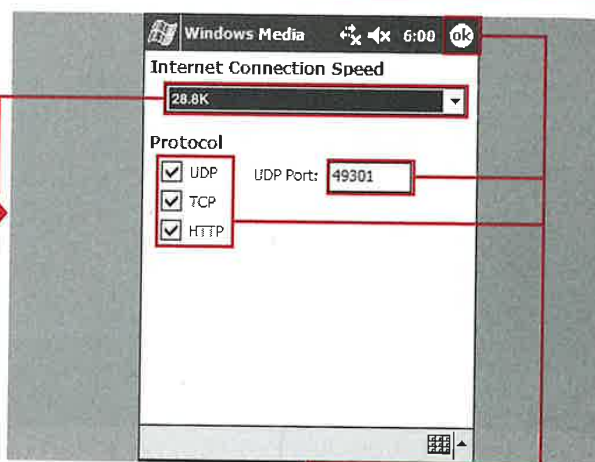 Windows Media 6:00 ok
Internet Connection Speed
28.8K
Protocol
UDP UDP Port: 49301
TCP
HTTP